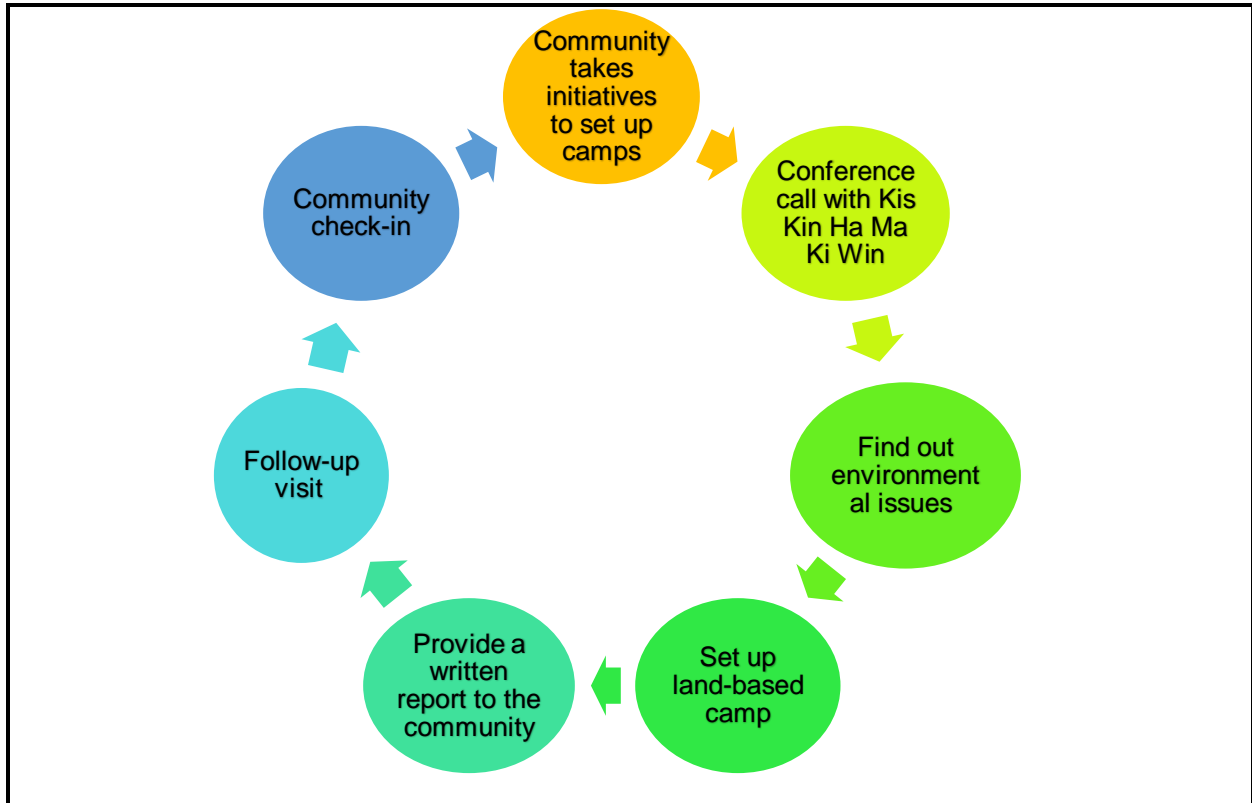 Community
takes
initiatives
to set up
camps
Conference
call with Kis
Kin Ha Ma
Ki Win
Find out
environment
al issues
Set up
land-based
camp
Provide a
written
report to the
community
Follow-up
visit
Community
check-in